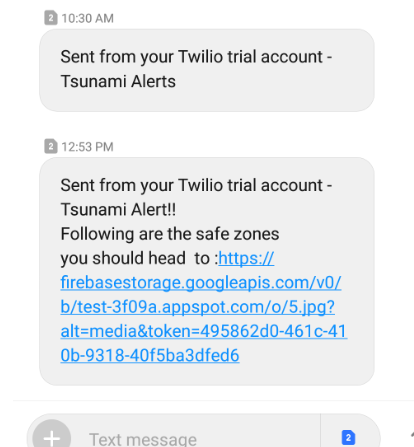 2 10:30 AM
Sent from your Twilio trial account -
Tsunami Alerts
2 12:53 PM
Sent from your Twilio trial account -
Tsunami Alert!!
Following are the safe zones
you should head  to :https://
firebasestorage.googleapis.com/v0/
b/test-3f09a.appspot.com/o/5.jpg?
alt=media&token=495862d0-461c-41
0b-9318-40f5ba3dfed6
+ Text message 2